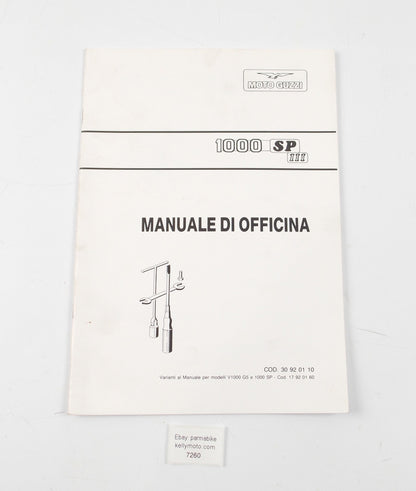 MOTO GUZZI
1000 SP
III
MANUALE DI OFFICINA
COD. 30 92 01 10
Varianti al Manuale per modelli V1000 G5 e 1000 SP - Cod. 17 92 01 60
Ebay parmabike
kellymoto.com
7260